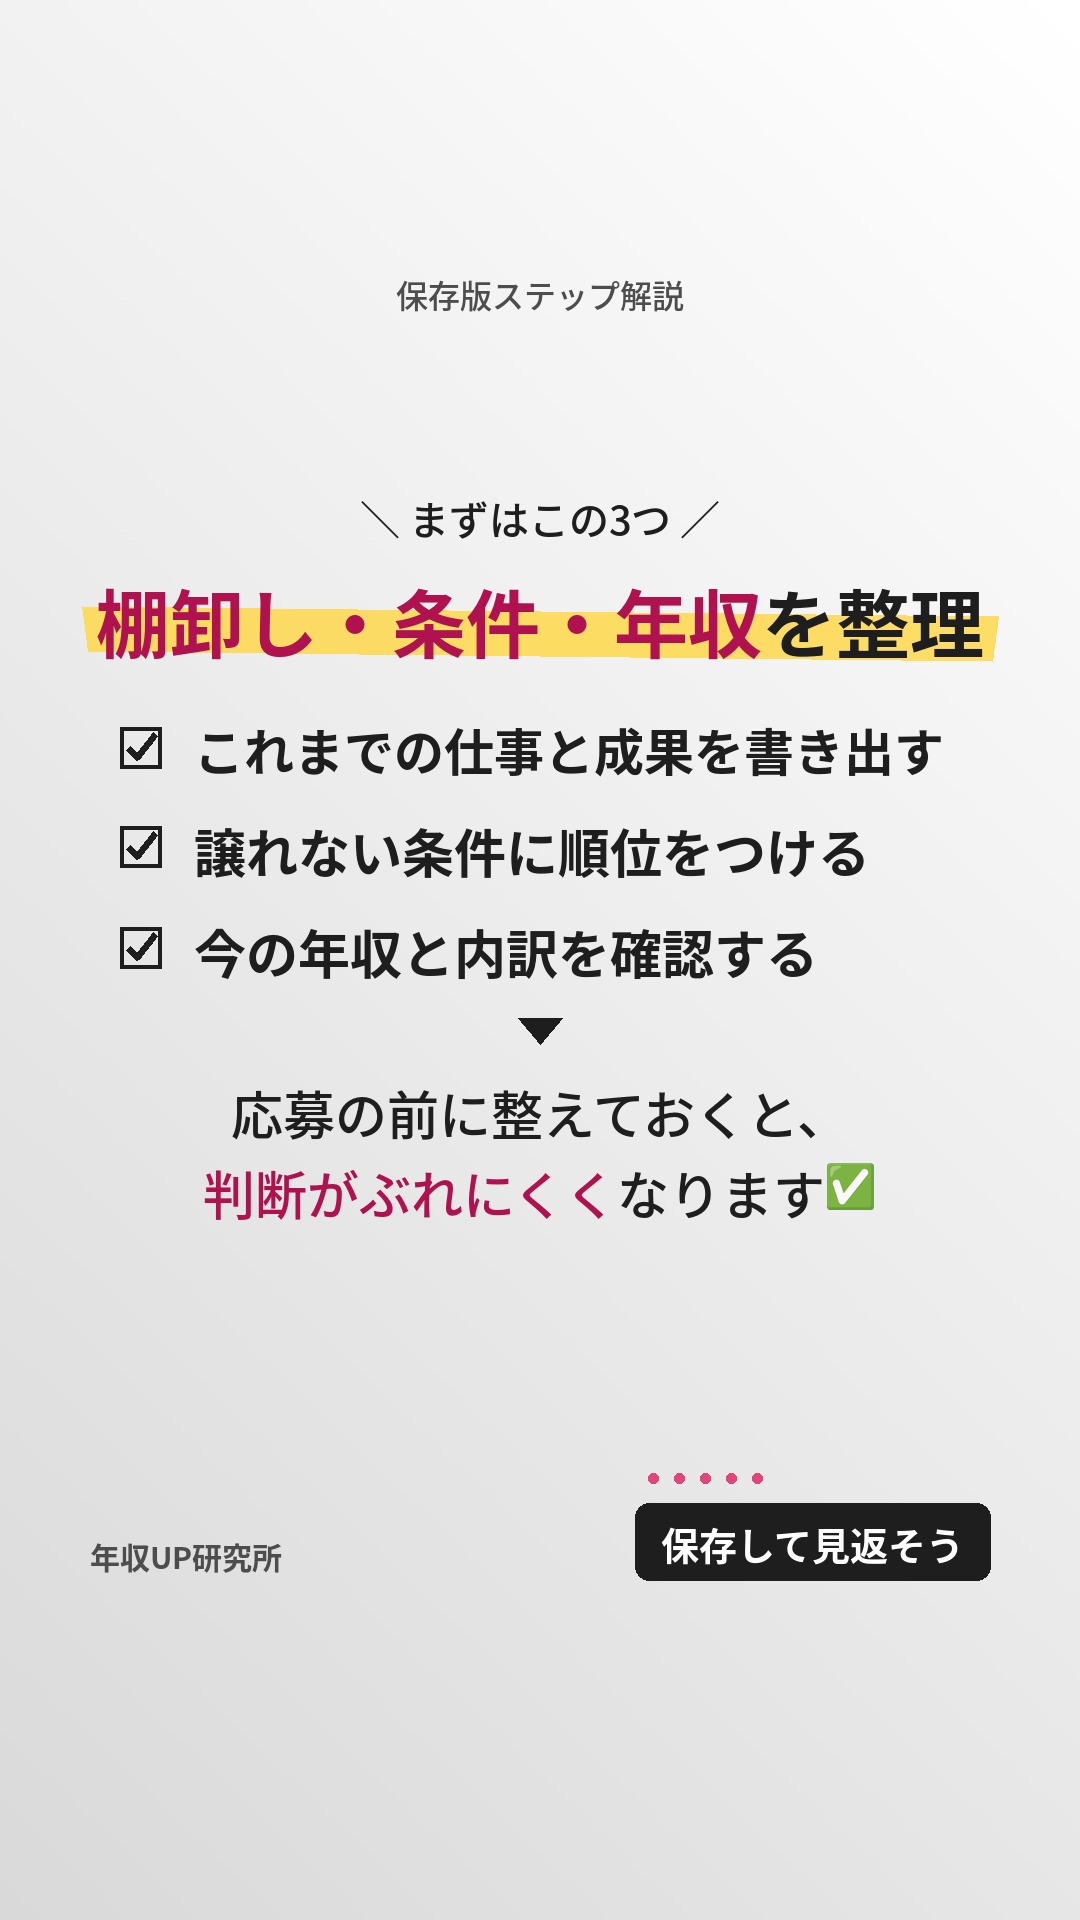 保存版ステップ解説
＼ まずはこの3つ ／
棚卸し・条件・年収を整理
☑ これまでの仕事と成果を書き出す
☑ 譲れない条件に順位をつける
☑ 今の年収と内訳を確認する
▼
応募の前に整えておくと、
判断がぶれにくくなります✅
保存して見返そう
年収UP研究所